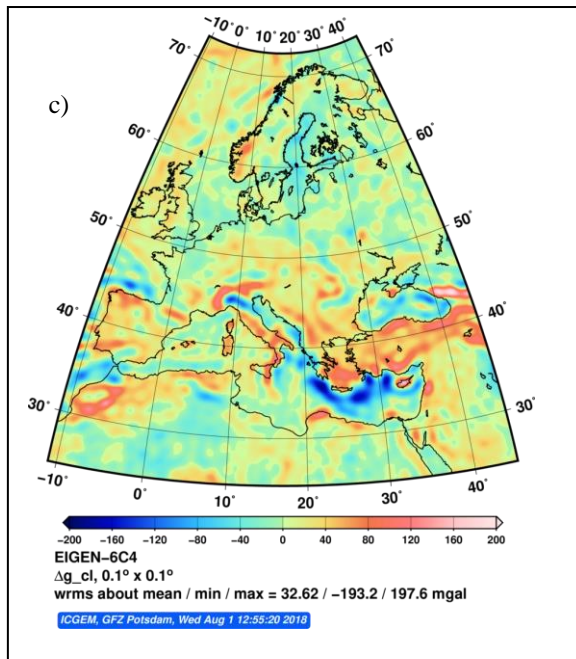 −10° 0° 10° 20° 30° 40°
70° 70°
c)
60° 60°
50° 50°
40° 40°
30° 30°
−10° 0° 10° 20° 30° 40°
−200 −160 −120 −80 −40 0 40 80 120 160 200
EIGEN−6C4
Δg_cl, 0.1° x 0.1°
wrms about mean / min / max = 32.62 / −193.2 / 197.6 mgal
ICGEM, GFZ Potsdam, Wed Aug 1 12:55:20 2018